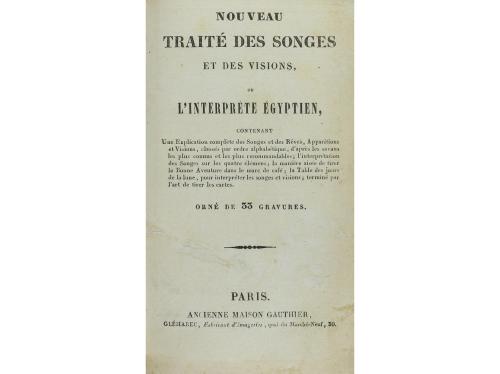 NOUVEAU
TRAITÉ DES SONGES
ET DES VISIONS,
OU
L'INTERPRÈTE ÉGYPTIEN,
CONTENANT
Une Explication complète des Songes et des Rêves, Apparitions
et Visions, classés par ordre alphabétique, d'après les savans
les plus connus et les plus recommandables; l'interprétation
des Songes sur les quatre élémens; la manière aisée de tirer
la Bonne Aventure dans le marc de café; la Table des jours
de la lune, pour interpréter les songes et visions; terminé par
l'art de tirer les cartes.
ORNÉ DE 33 GRAVURES.
PARIS.
ANCIENNE MAISON GAUTHIER,
GLÉMAREC, Fabricant d'Imageries, quai du Marché-Neuf, 30.